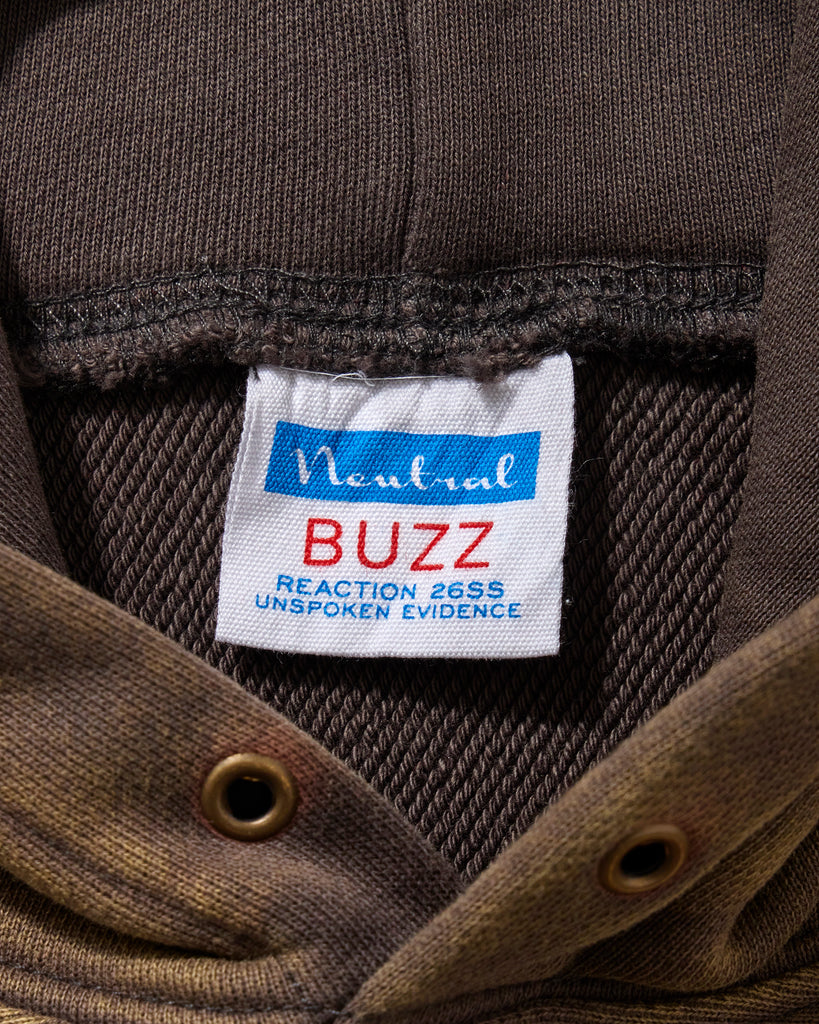 Neutral
BUZZ
REACTION 26SS
UNSPOKEN EVIDENCE